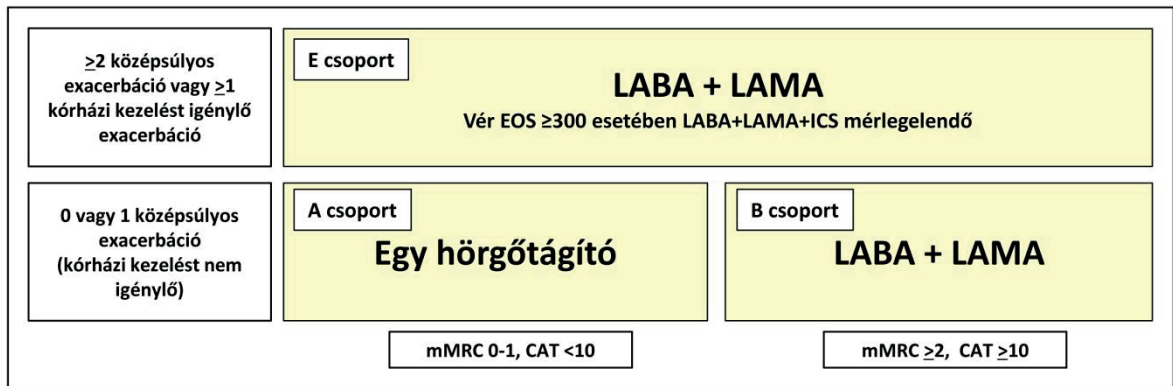 ≥2 középsúlyos
exacerbáció vagy ≥1
kórházi kezelést igénylő
exacerbáció
E csoport
LABA + LAMA
Vér EOS ≥300 esetében LABA+LAMA+ICS mérlegelendő
0 vagy 1 középsúlyos
exacerbáció
(kórházi kezelést nem
igénylő)
A csoport
Egy hörgőtágító
B csoport
LABA + LAMA
mMRC 0-1, CAT <10
mMRC ≥2, CAT ≥10